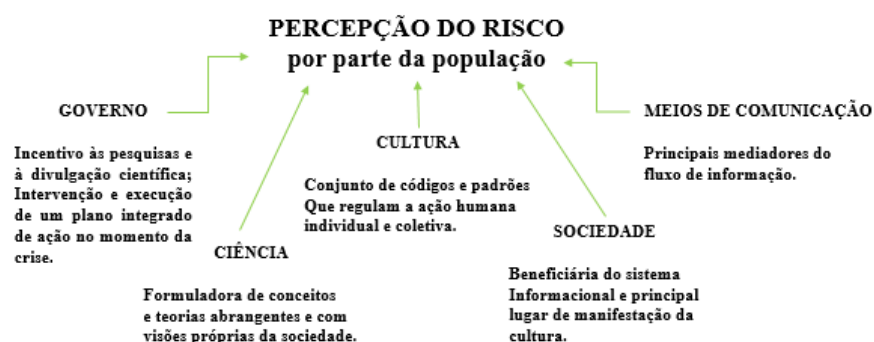 PERCEPÇÃO DO RISCO
por parte da população
GOVERNO
Incentivo às pesquisas e
à divulgação científica;
Intervenção e execução
de um plano integrado
de ação no momento da
crise.
CIÊNCIA
Formuladora de conceitos
e teorias abrangentes e com
visões próprias da sociedade.
CULTURA
Conjunto de códigos e padrões
Que regulam a ação humana
individual e coletiva.
SOCIEDADE
Beneficiária do sistema
Informacional e principal
lugar de manifestação da
cultura.
MEIOS DE COMUNICAÇÃO
Principais mediadores do
fluxo de informação.